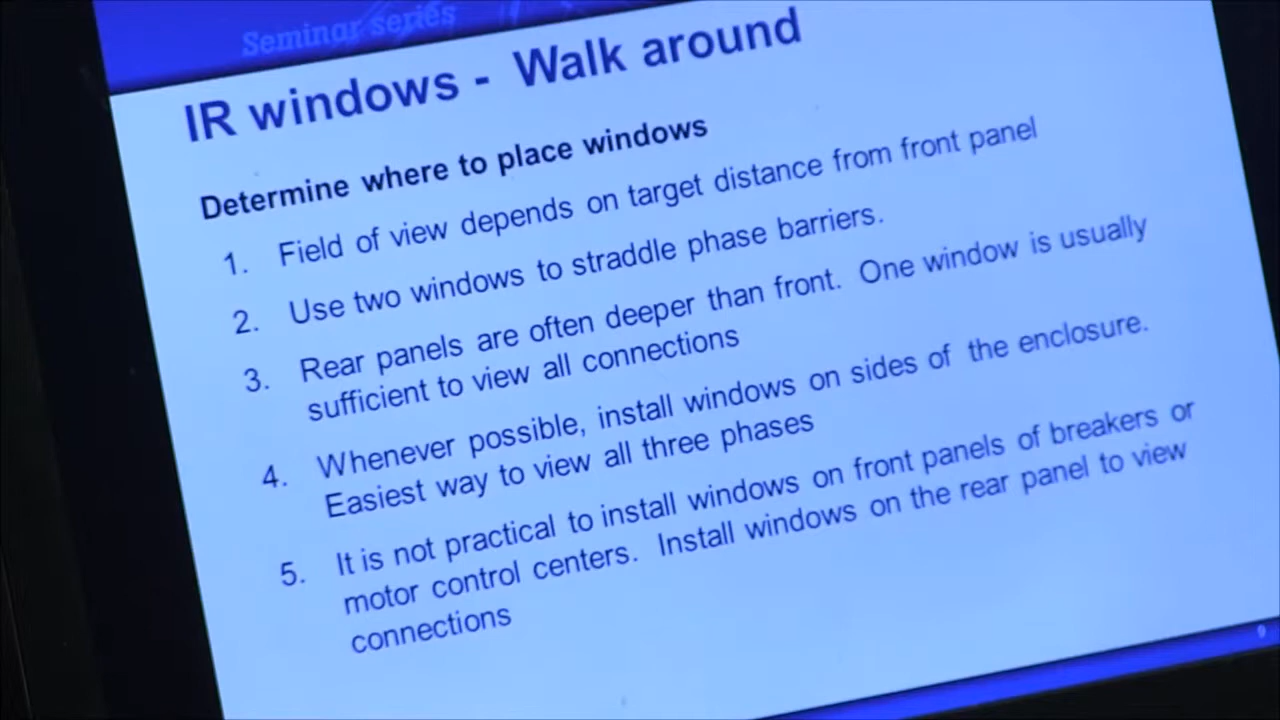 Seminar series
IR windows - Walk around
Determine where to place windows
1. Field of view depends on target distance from front panel
2. Use two windows to straddle phase barriers.
3. Rear panels are often deeper than front. One window is usually
sufficient to view all connections
4. Whenever possible, install windows on sides of the enclosure.
Easiest way to view all three phases
5. It is not practical to install windows on front panels of breakers or
motor control centers. Install windows on the rear panel to view
connections